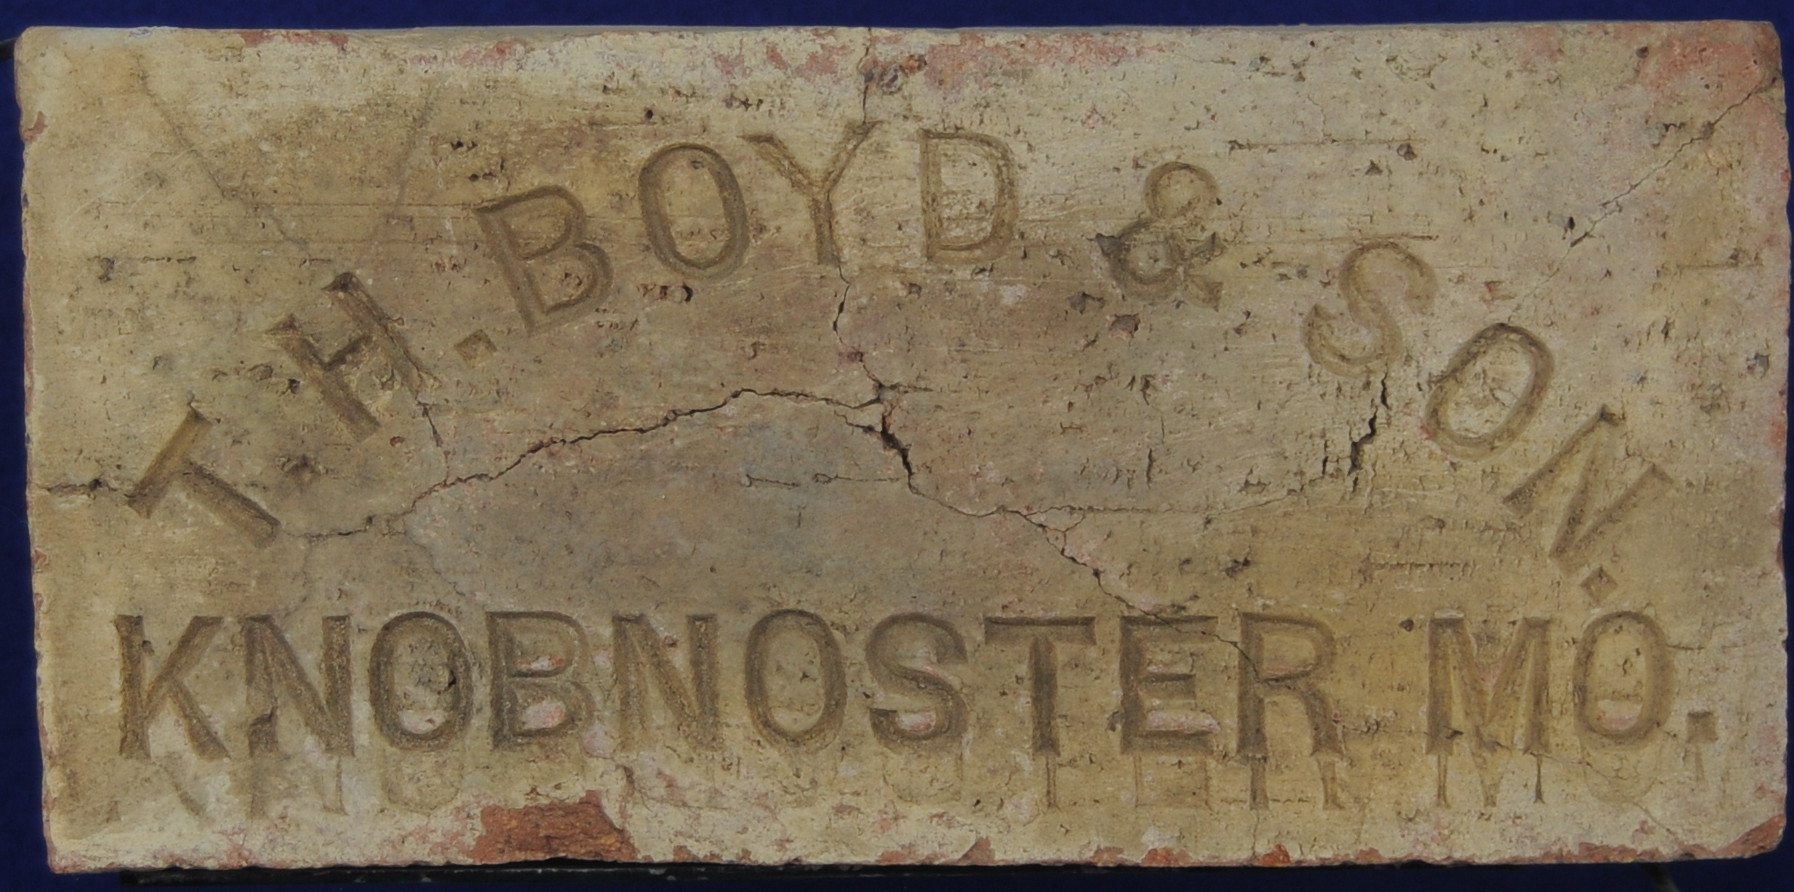 T.H. BOYD & SON.
KNOBNOSTER MO.